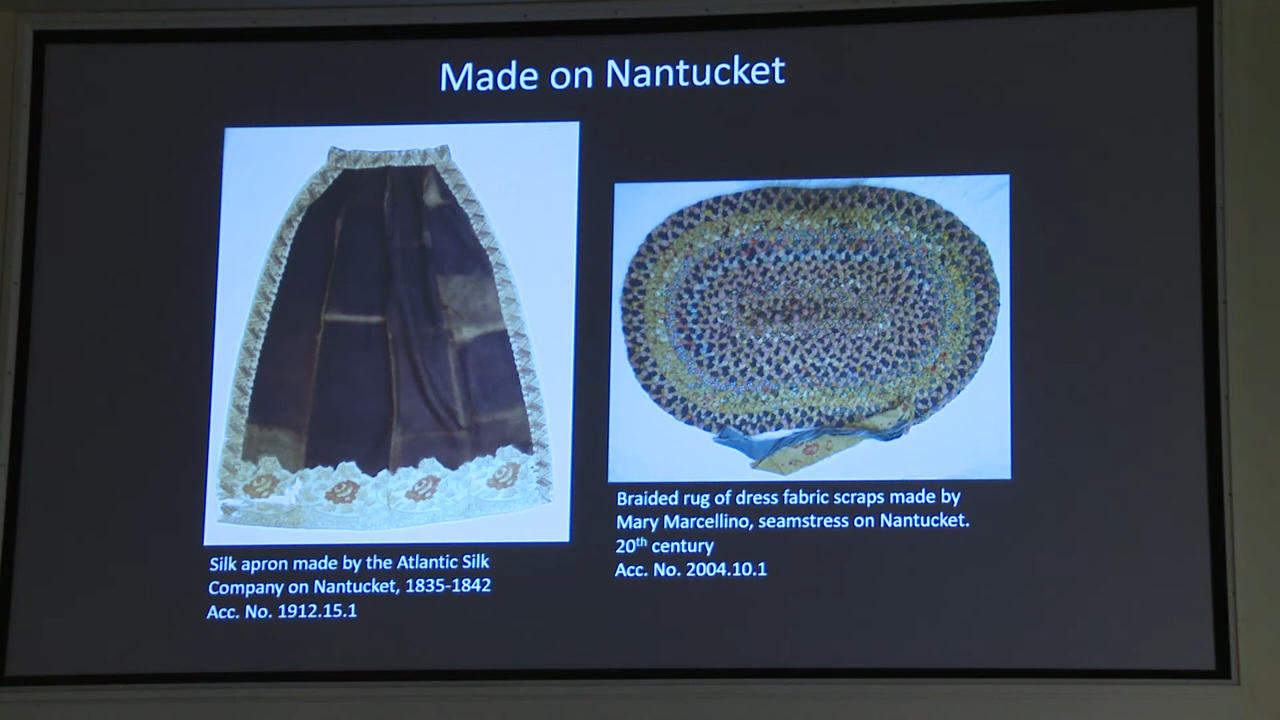 Made on Nantucket
Silk apron made by the Atlantic Silk
Company on Nantucket, 1835-1842
Acc. No. 1912.15.1
Braided rug of dress fabric scraps made by
Mary Marcellino, seamstress on Nantucket.
20th century
Acc. No. 2004.10.1